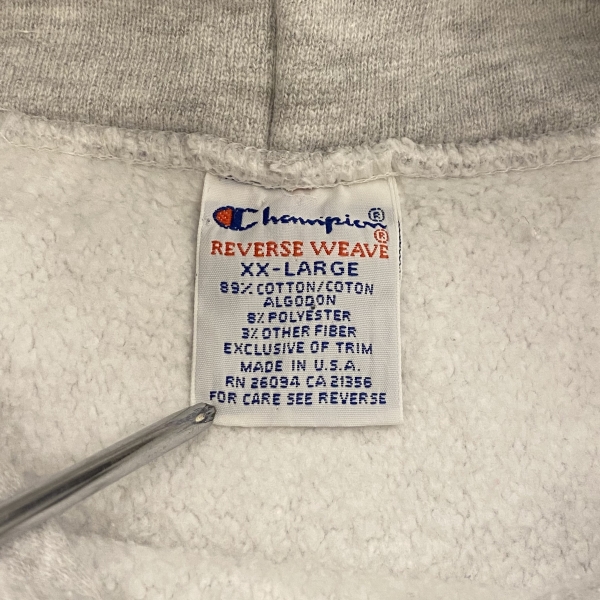 Champion®
REVERSE WEAVE®
XX-LARGE
89% COTTON/COTON
ALGODON
8% POLYESTER
3% OTHER FIBER
EXCLUSIVE OF TRIM
MADE IN U.S.A.
RN 26094 CA 21356
FOR CARE SEE REVERSE